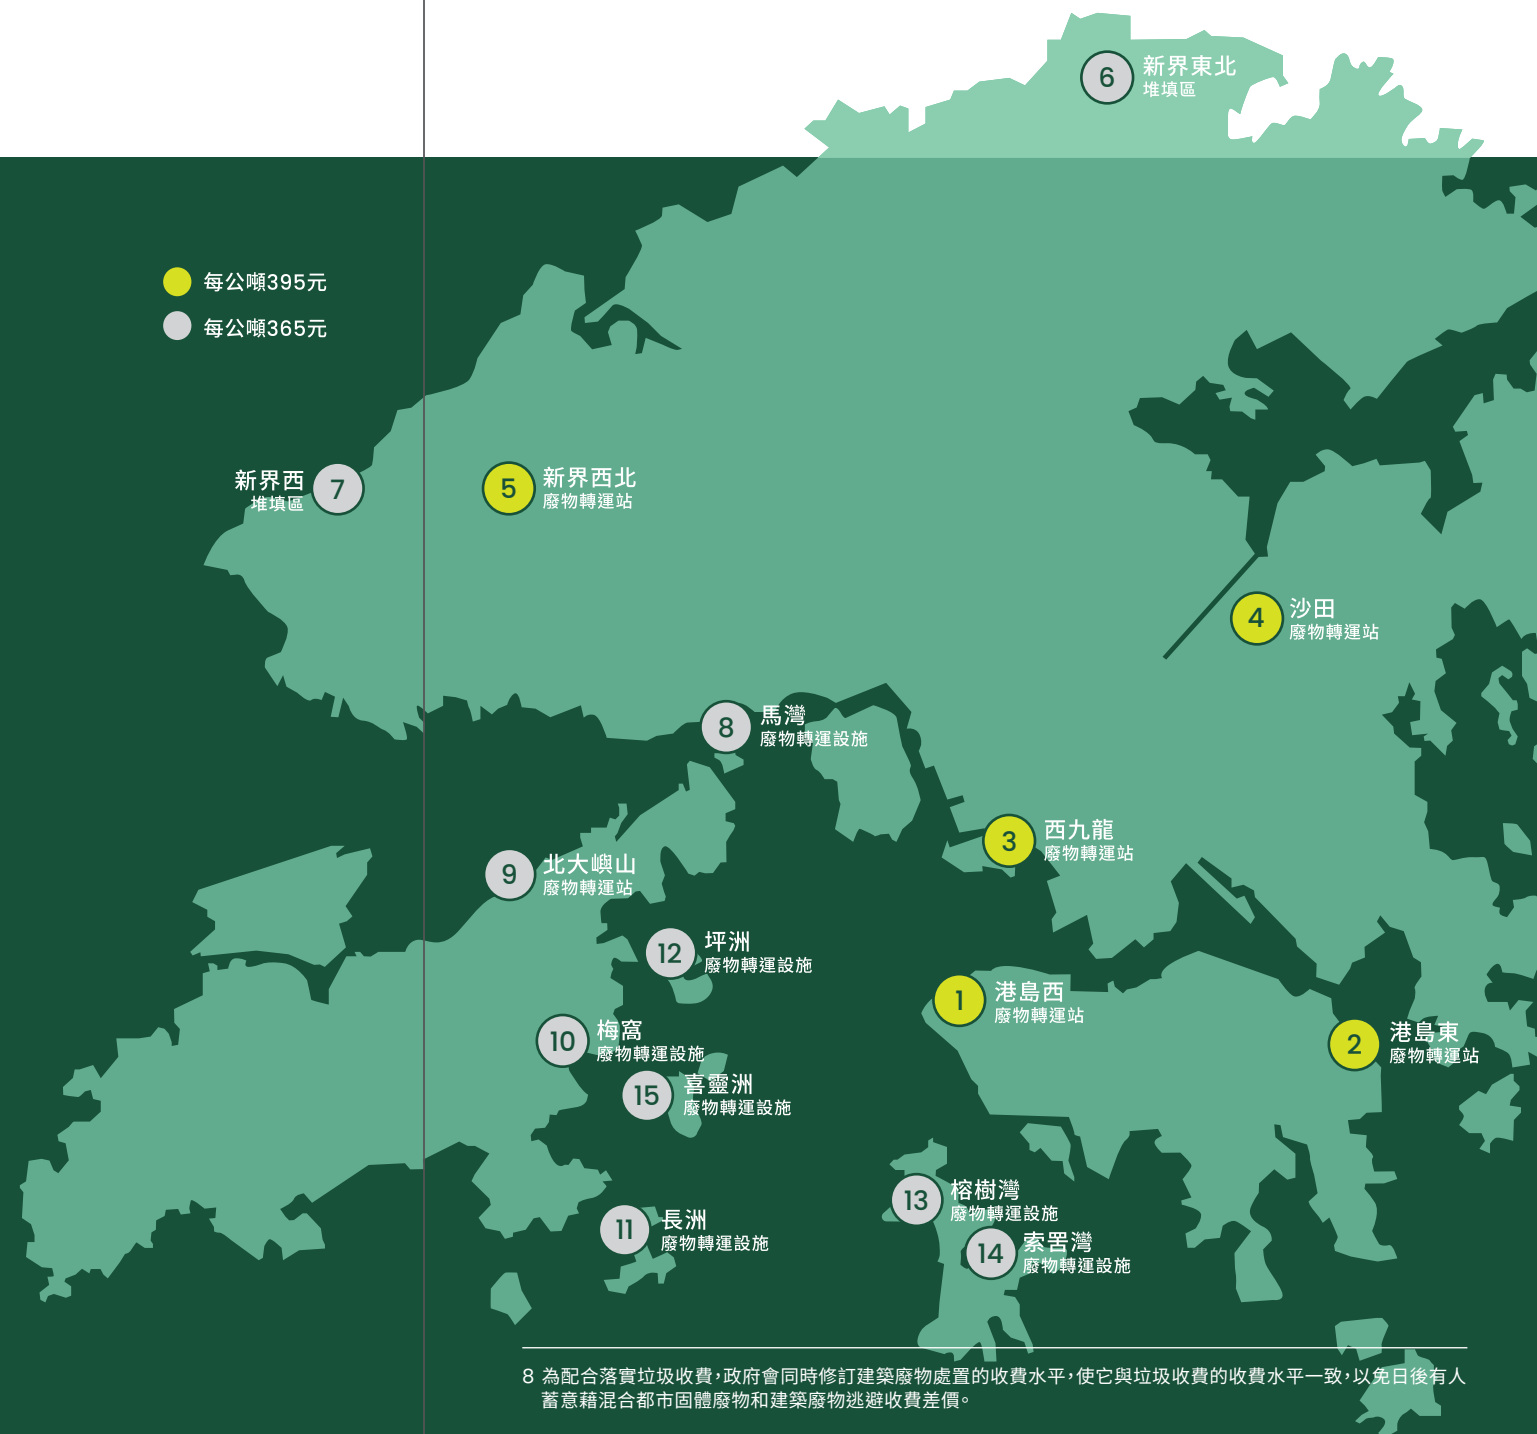 6
新界東北
堆填區
每公噸395元
每公噸365元
新界西
堆填區
7
5
新界西北
廢物轉運站
4
沙田
廢物轉運站
8
馬灣
廢物轉運設施
3
西九龍
廢物轉運站
9
北大嶼山
廢物轉運站
12
坪洲
廢物轉運設施
1
港島西
廢物轉運站
10
梅窩
廢物轉運設施
2
港島東
廢物轉運站
15
喜靈洲
廢物轉運設施
13
榕樹灣
廢物轉運設施
11
長洲
廢物轉運設施
14
索罟灣
廢物轉運設施
8 為配合落實垃圾收費，政府會同時修訂建築廢物處置的收費水平，使它與垃圾收費的收費水平一致，以免日後有人
蓄意藉混合都市固體廢物和建築廢物逃避收費差價。